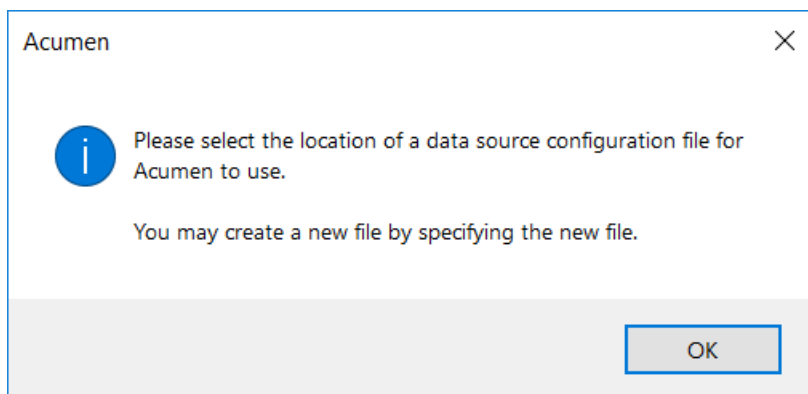 Acumen
Please select the location of a data source configuration file for
Acumen to use.
You may create a new file by specifying the new file.
OK